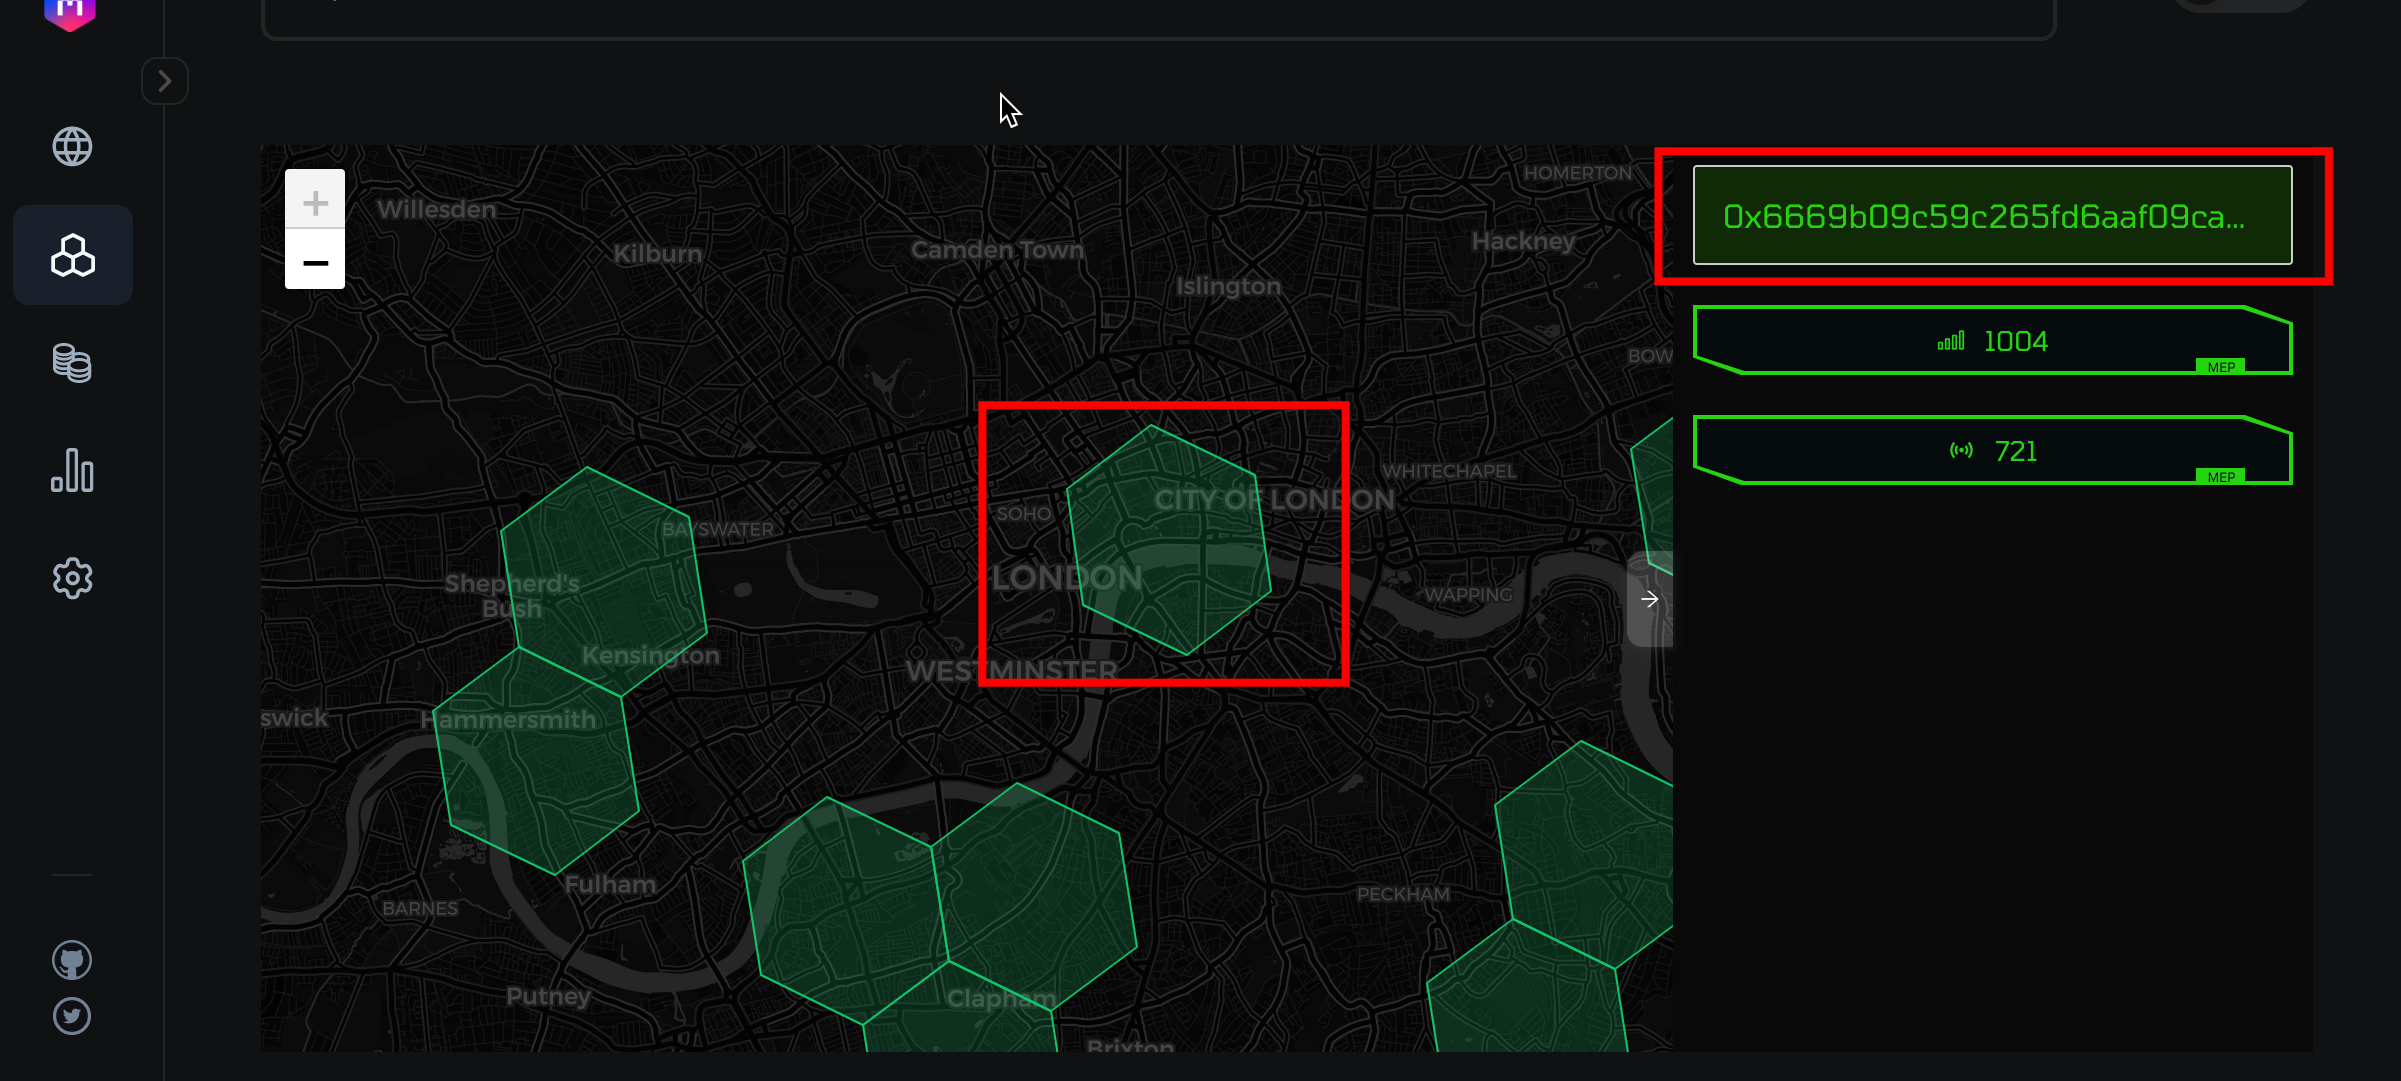 HOMERTON
Willesden
Kilburn
Camden Town
Hackney
Islington
0x6669b09c59c265fd6aaf09ca...
1004
MEP
BOW
721
MEP
WHITECHAPEL
CITY OF LONDON
SOHO
BAYSWATER
LONDON
Shepherd's
Bush
WAPPING
Kensington
WESTMINSTER
swick
Hammersmith
Fulham
PECKHAM
BARNES
Putney
Clapham
Brixton